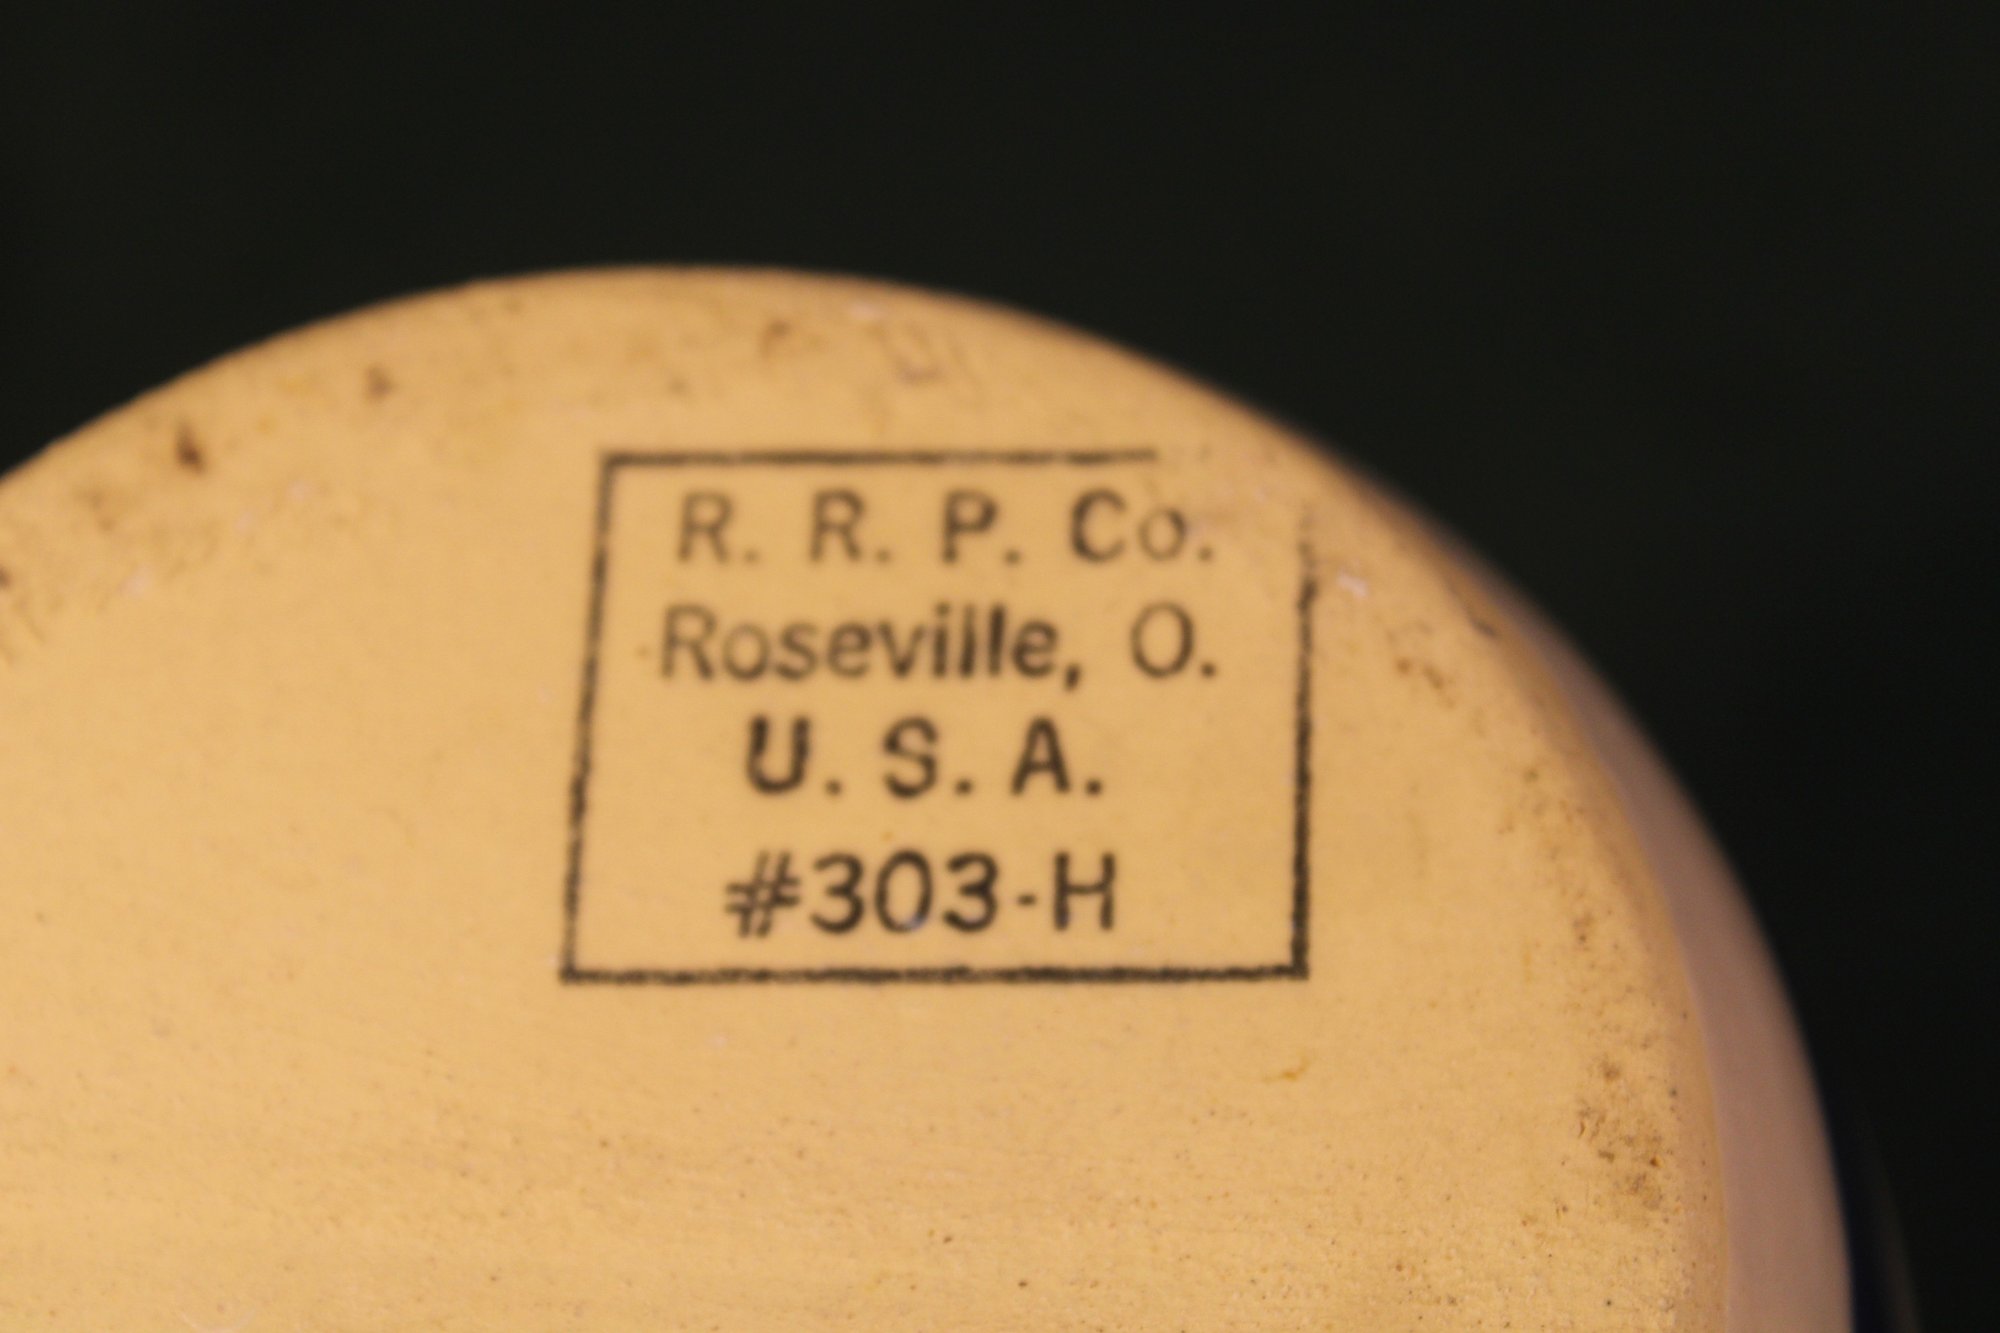 R. R. P. Co.
Roseville, O.
U. S. A.
#303-H